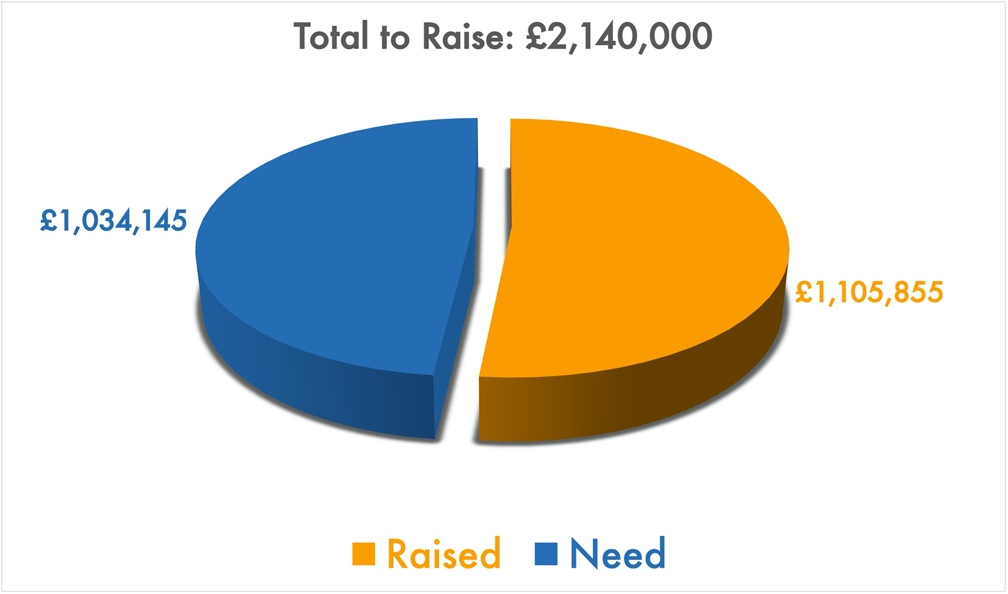 Total to Raise: £2,140,000
£1,034,145
£1,105,855
Raised Need